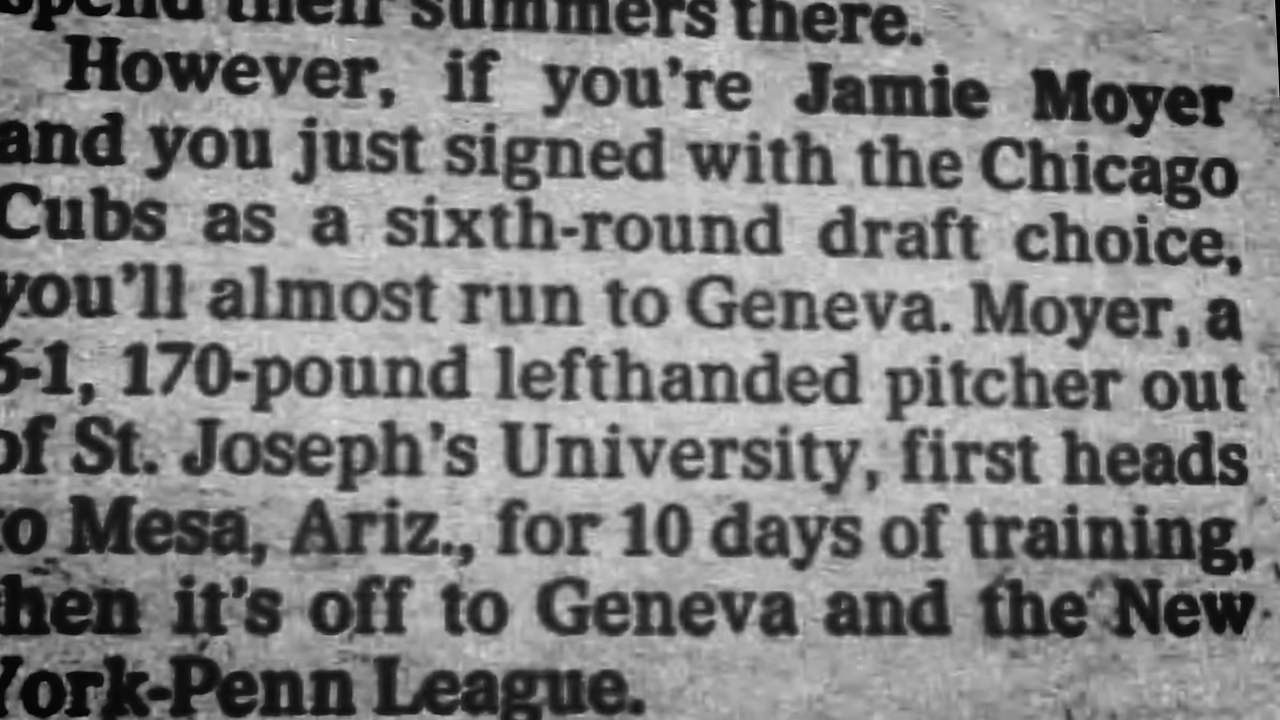 spend their summers there.
However, if you're Jamie Moyer
and you just signed with the Chicago
Cubs as a sixth-round draft choice,
you'll almost run to Geneva. Moyer, a
6-1, 170-pound lefthanded pitcher out
of St. Joseph's University, first heads
to Mesa, Ariz., for 10 days of training,
then it's off to Geneva and the New
York-Penn League.